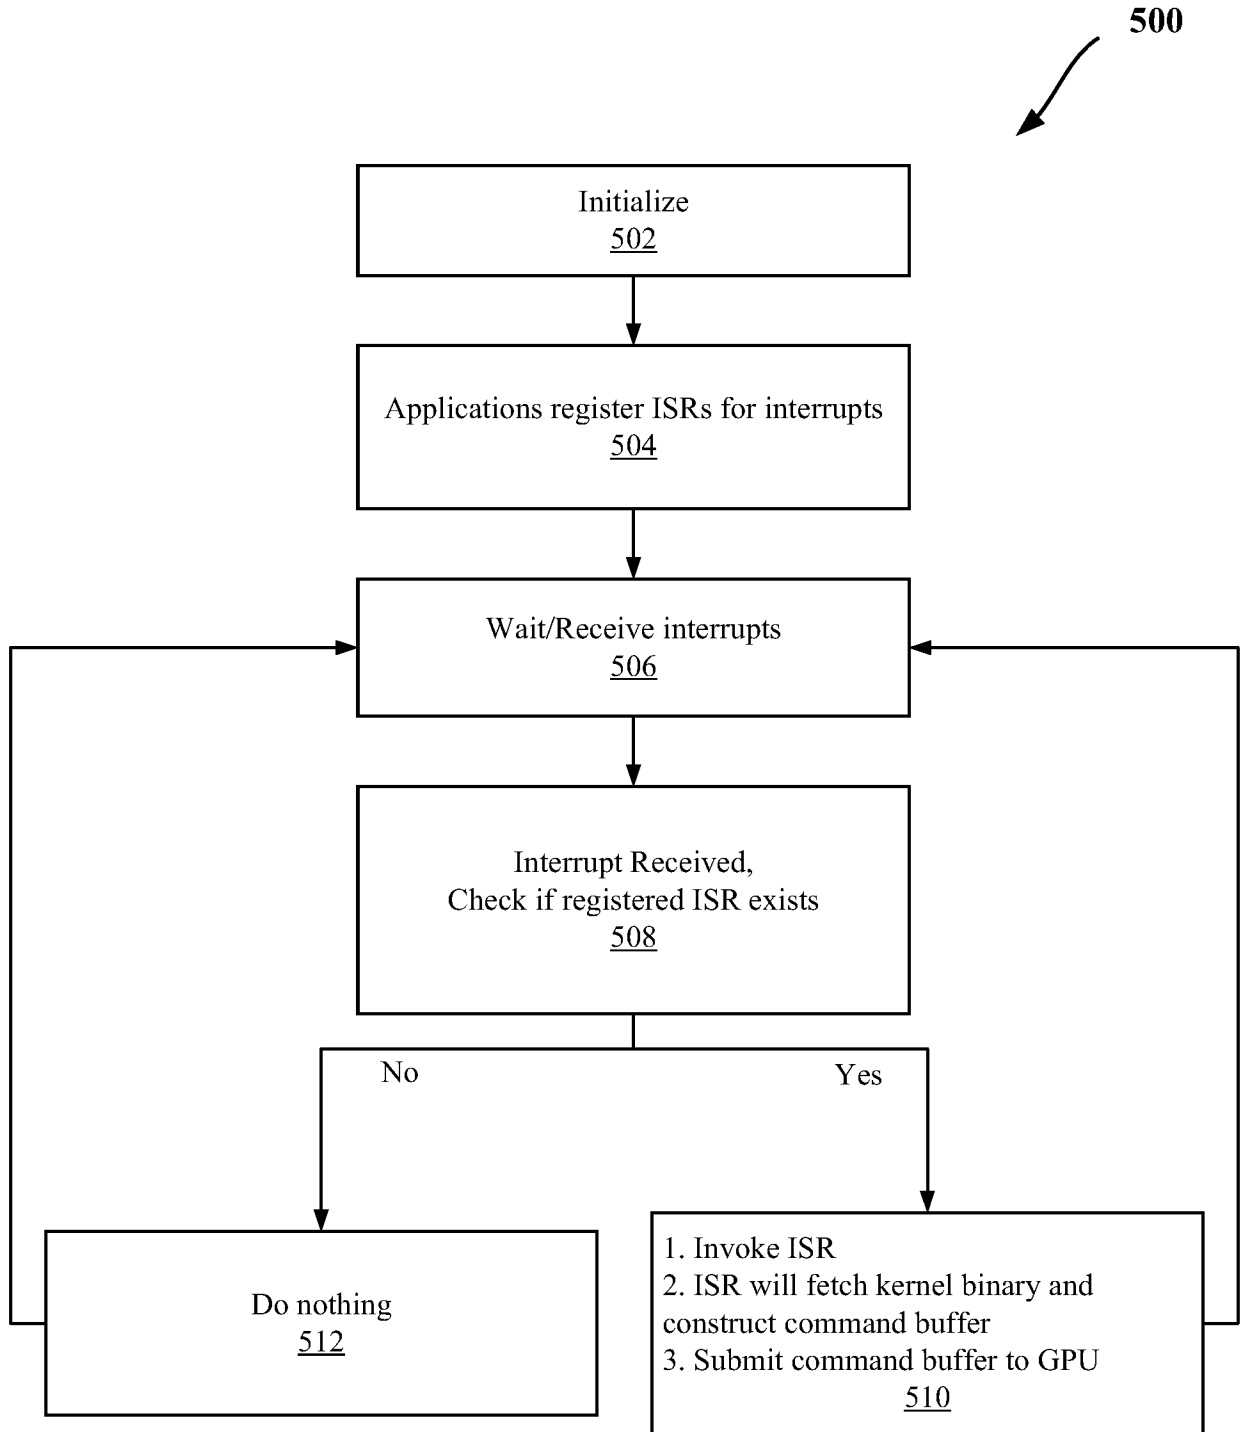 500
Initialize
502
Applications register ISRs for interrupts
504
Wait/Receive interrupts
506
Interrupt Received,
Check if registered ISR exists
508
No
Yes
Do nothing
512
1. Invoke ISR
2. ISR will fetch kernel binary and
construct command buffer
3. Submit command buffer to GPU
510